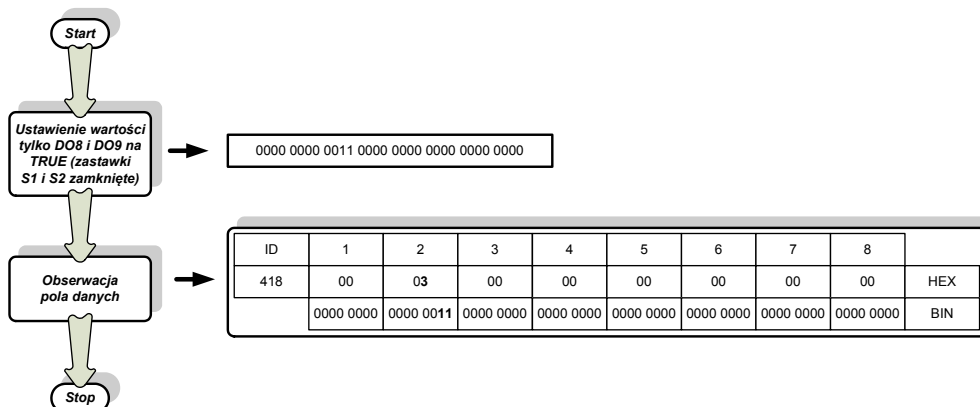 Start
Ustawienie wartości
tylko DO8 i DO9 na
TRUE (zastawki
S1 i S2 zamknięte)
0000 0000 0011 0000 0000 0000 0000 0000
ID 1 2 3 4 5 6 7 8
418 00 03 00 00 00 00 00 00 HEX
0000 0000 0000 0011 0000 0000 0000 0000 0000 0000 0000 0000 0000 0000 0000 0000 BIN
Obserwacja
pola danych
Stop